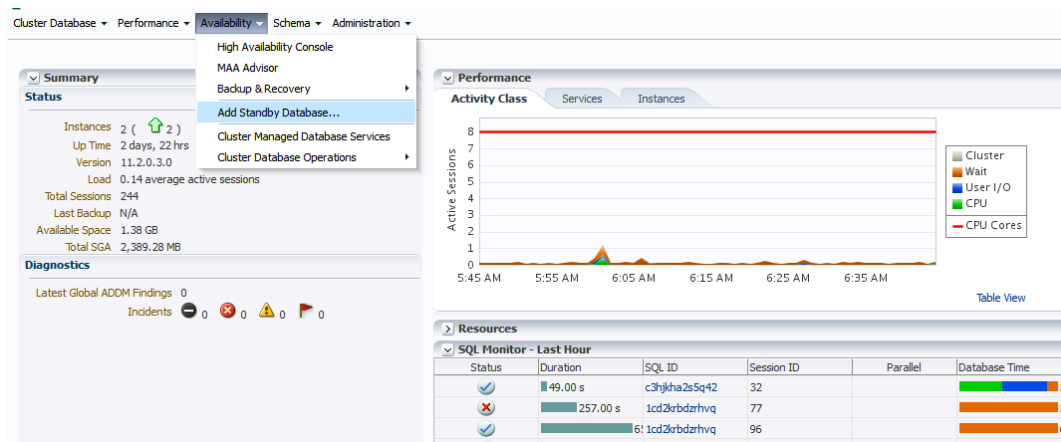 Cluster Database Performance Availability Schema Administration
High Availability Console
MAA Advisor
Backup & Recovery
Add Standby Database...
Cluster Managed Database Services
Cluster Database Operations
Summary
Status
Instances 2 ( 2 )
Up Time 2 days, 22 hrs
Version 11.2.0.3.0
Load 0.14 average active sessions
Total Sessions 244
Last Backup N/A
Available Space 1.38 GB
Total SGA 2,389.28 MB
Diagnostics
Latest Global ADDM Findings 0
Incidents 0 0 0 0
Performance
Activity Class Services Instances
Active Sessions
8
7
6
5
4
3
2
1
0
5:45 AM 5:55 AM 6:05 AM 6:15 AM 6:25 AM 6:35 AM
Cluster
Wait
User I/O
CPU
CPU Cores
Table View
Resources
SQL Monitor - Last Hour
Status Duration SQL ID Session ID Parallel Database Time
49.00 s c3hjkha2s5q42 32
257.00 s 1cd2krbdzrhvq 77
1cd2krbdzrhvq 96